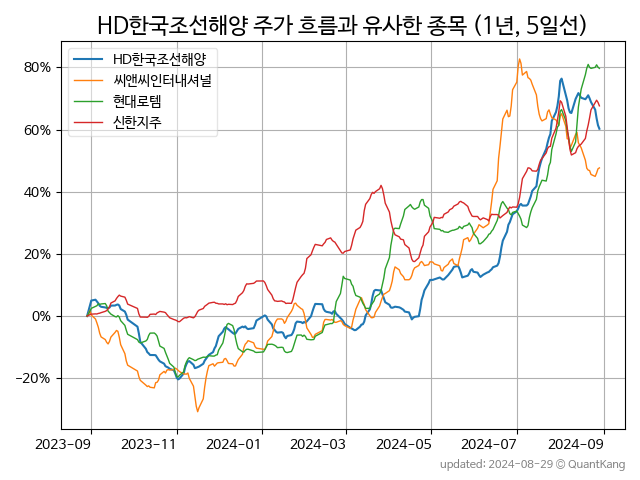 HD한국조선해양 주가 흐름과 유사한 종목 (1년, 5일선)
HD한국조선해양
씨앤씨인터내셔널
현대로템
신한지주
80%
60%
40%
20%
0%
−20%
2023-09 2023-11 2024-01 2024-03 2024-05 2024-07 2024-09
updated: 2024-08-29 © QuantKang